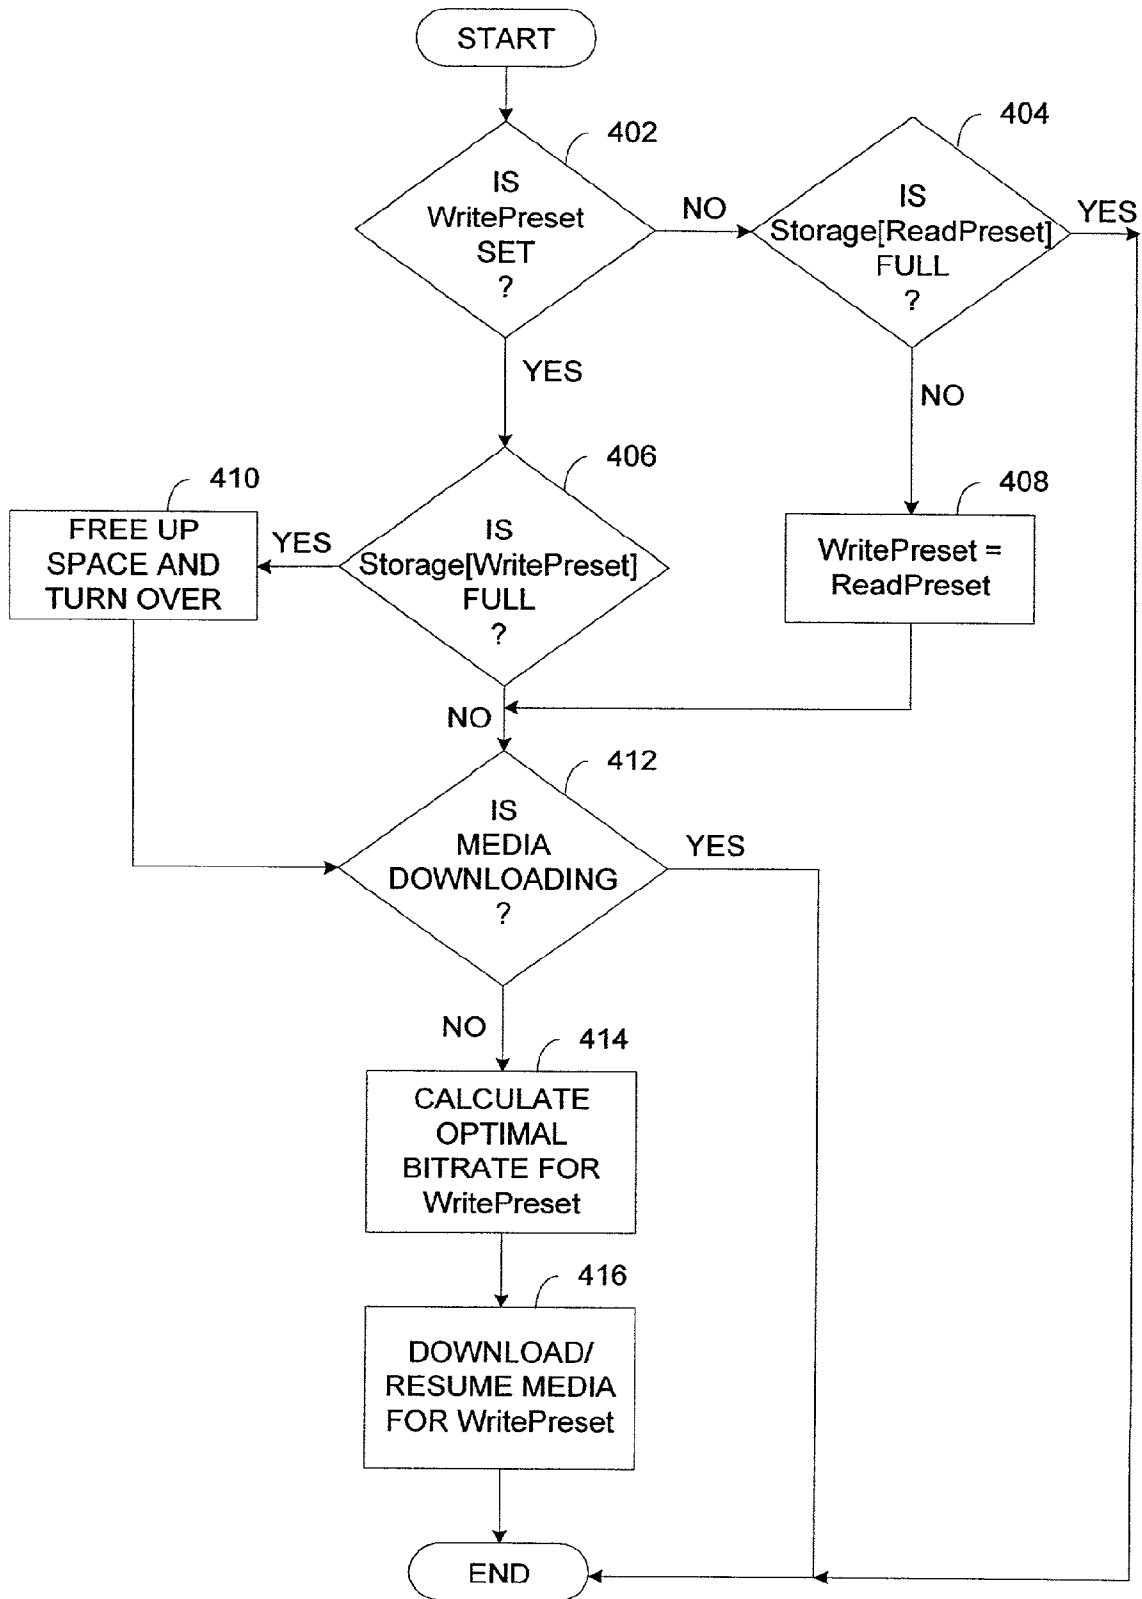 START
402
IS
WritePreset
SET
?
NO
404
IS
Storage[ReadPreset]
FULL
?
YES
YES
NO
406
IS
Storage[WritePreset]
FULL
?
YES
410
FREE UP
SPACE AND
TURN OVER
408
WritePreset =
ReadPreset
NO
412
IS
MEDIA
DOWNLOADING
?
YES
NO
414
CALCULATE
OPTIMAL
BITRATE FOR
WritePreset
416
DOWNLOAD/
RESUME MEDIA
FOR WritePreset
END